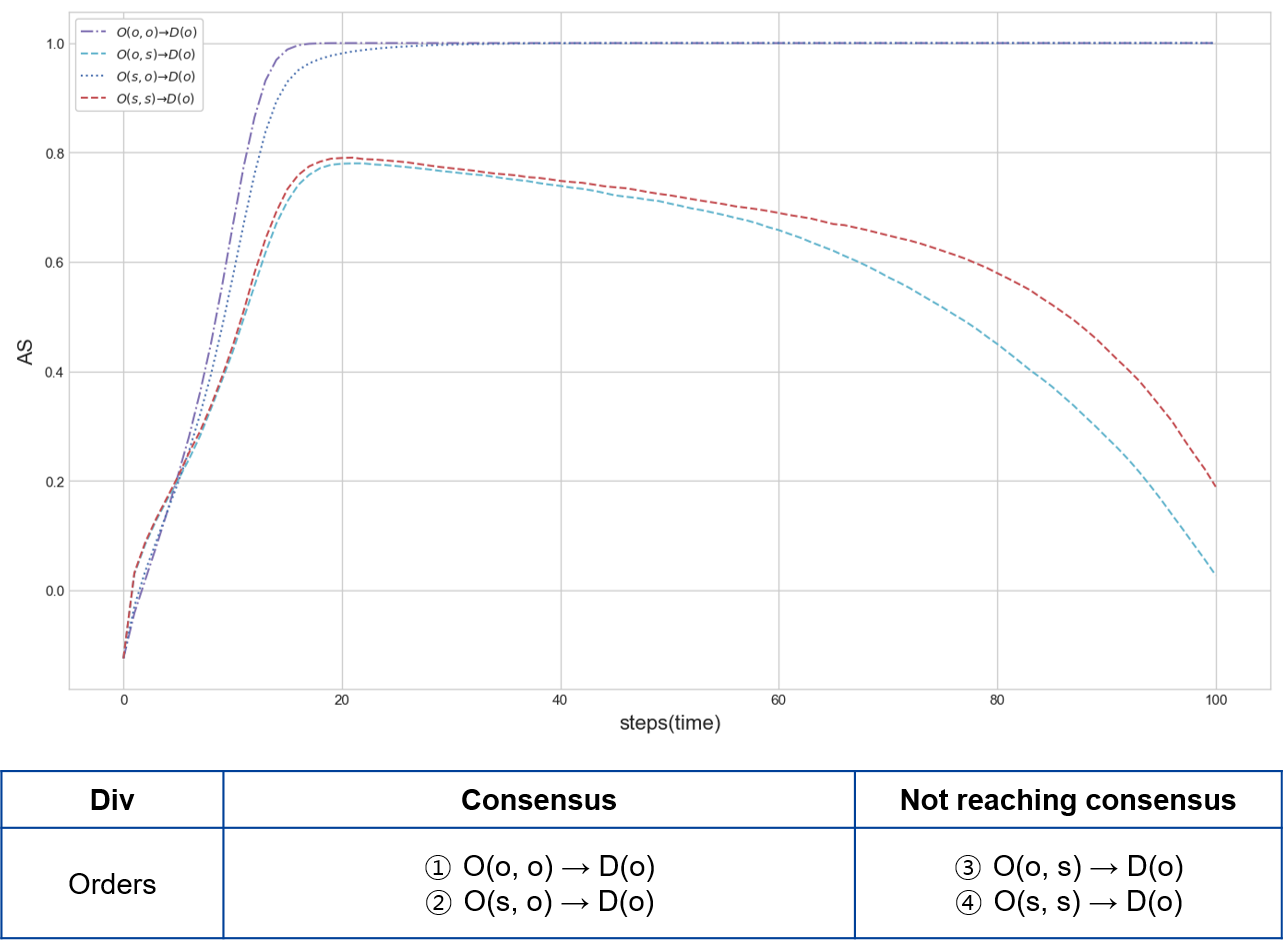 O(o, o)→D(o)
O(o, s)→D(o)
O(s, o)→D(o)
O(s, s)→D(o)
1.0
0.8
0.6
0.4
0.2
0.0
AS
0 20 40 60 80 100
steps(time)
Div Consensus Not reaching consensus
Orders
① O(o, o) → D(o)
② O(s, o) → D(o)
③ O(o, s) → D(o)
④ O(s, s) → D(o)